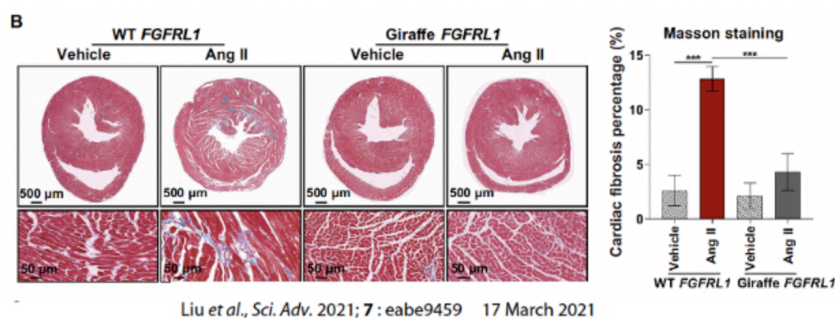 B
WT FGFRL1
Giraffe FGFRL1
Vehicle
Ang II
Vehicle
Ang II
500 µm
500 µm
500 µm
500 µm
50 µm
50 µm
50 µm
50 µm
Masson staining
Cardiac fibrosis percentage (%)
15
10
5
0
***
***
Vehicle
Ang II
Vehicle
Ang II
WT FGFRL1
Giraffe FGFRL1
Liu et al., Sci. Adv. 2021; 7 : eabe9459 17 March 2021